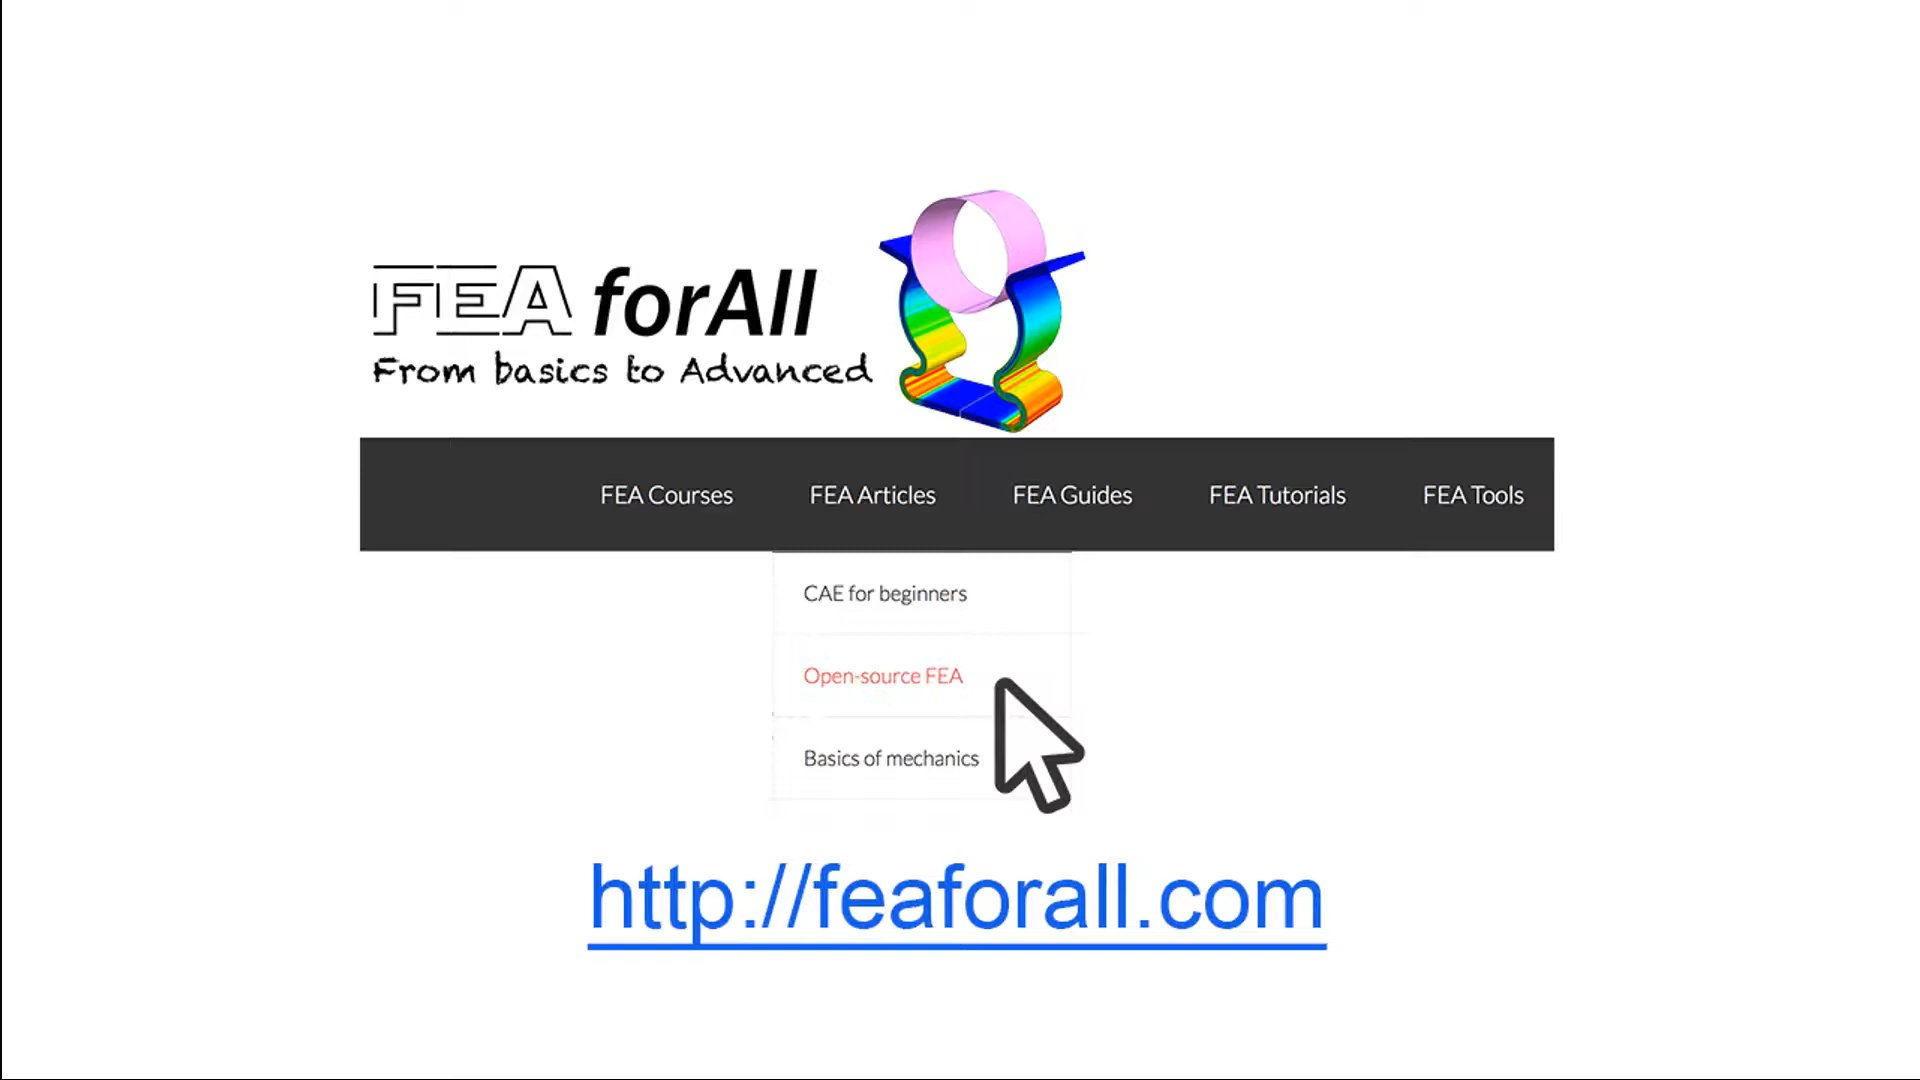 FEA forAll
From basics to Advanced
FEA Courses FEA Articles FEA Guides FEA Tutorials FEA Tools
CAE for beginners
Open-source FEA
Basics of mechanics
http://feaforall.com